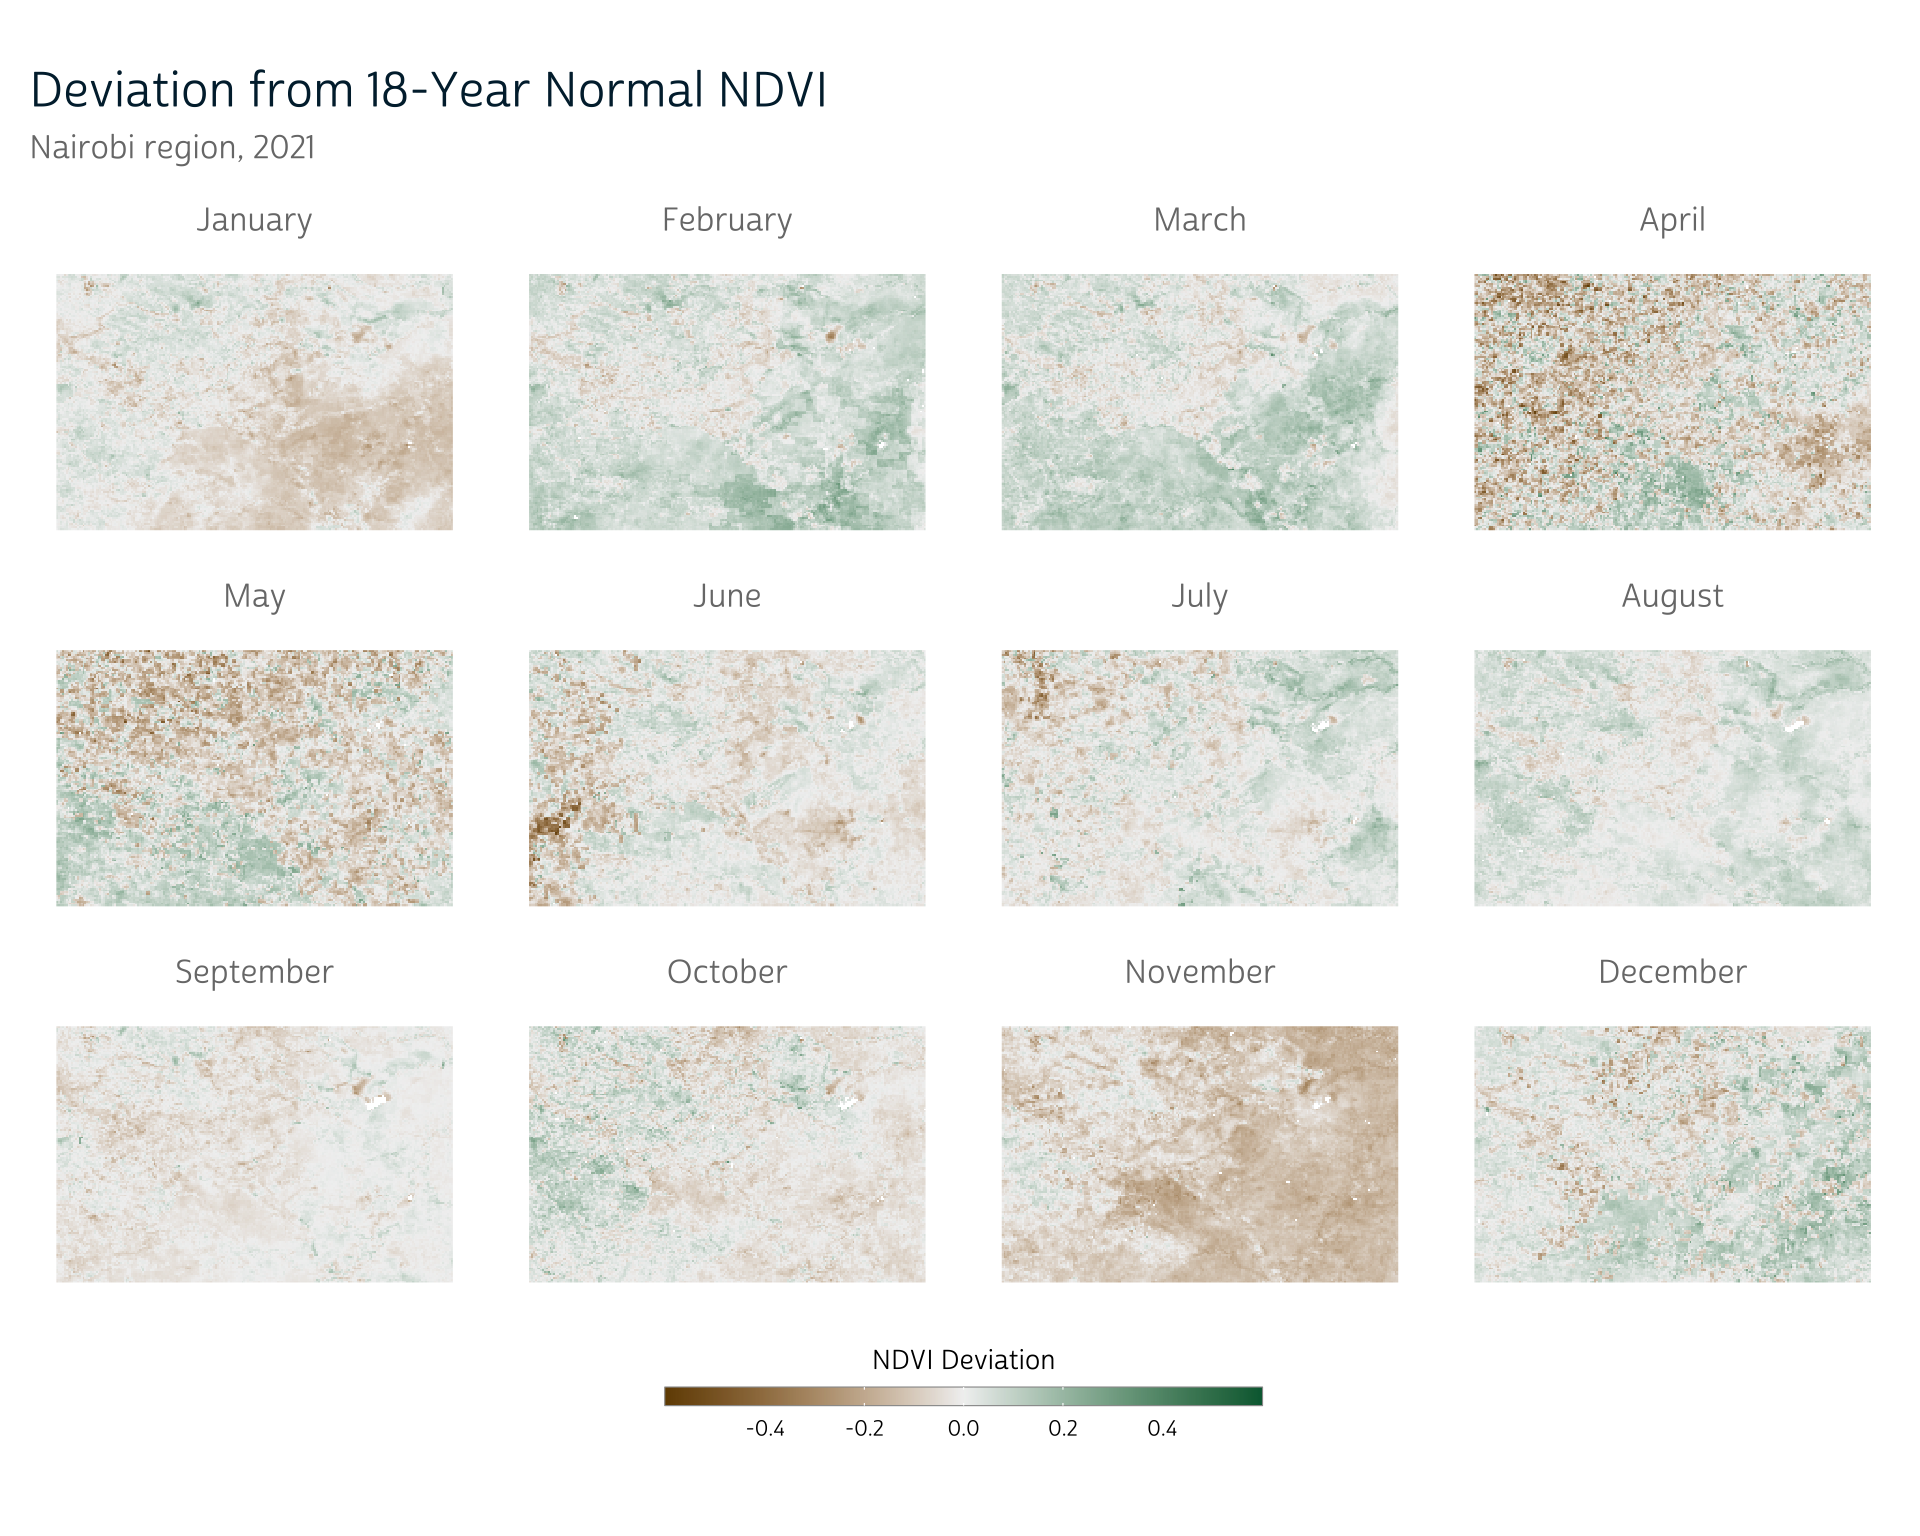 Deviation from 18-Year Normal NDVI
Nairobi region, 2021
January February March April
May June July August
September October November December
NDVI Deviation
-0.4 -0.2 0.0 0.2 0.4